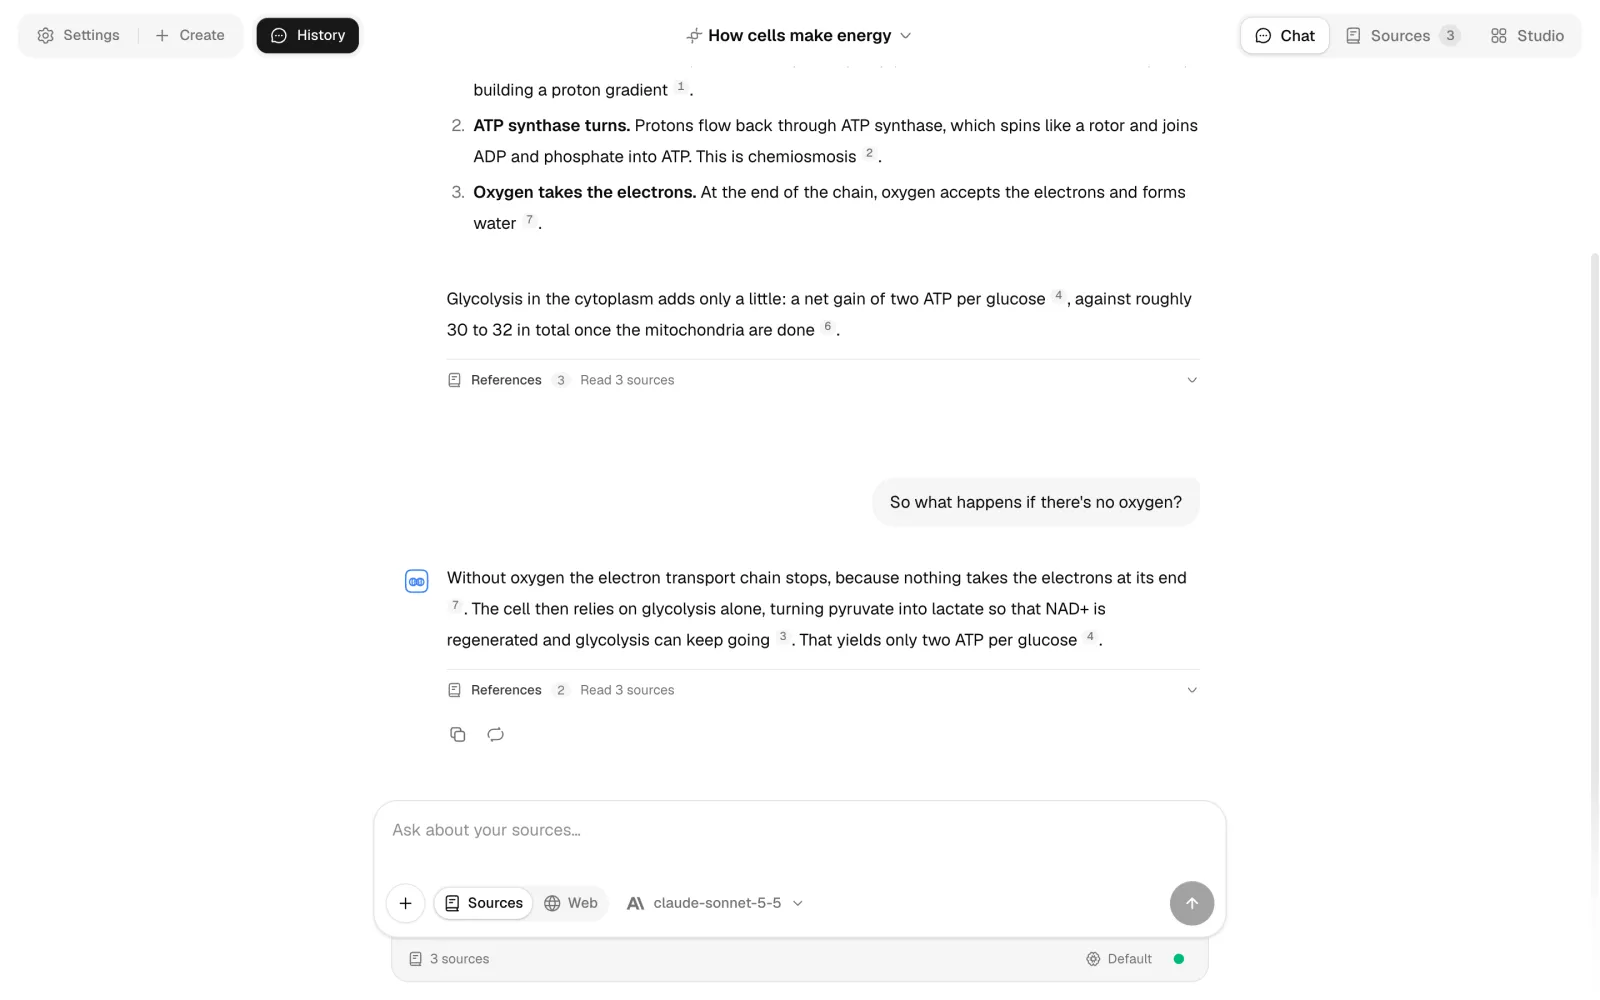 Settings
Create
History
How cells make energy
Chat
Sources 3
Studio
building a proton gradient 1.
2. ATP synthase turns. Protons flow back through ATP synthase, which spins like a rotor and joins
ADP and phosphate into ATP. This is chemiosmosis 2.
3. Oxygen takes the electrons. At the end of the chain, oxygen accepts the electrons and forms
water 7.
Glycolysis in the cytoplasm adds only a little: a net gain of two ATP per glucose 4, against roughly
30 to 32 in total once the mitochondria are done 6.
References 3 Read 3 sources
So what happens if there's no oxygen?
Without oxygen the electron transport chain stops, because nothing takes the electrons at its end
7. The cell then relies on glycolysis alone, turning pyruvate into lactate so that NAD+ is
regenerated and glycolysis can keep going 3. That yields only two ATP per glucose 4.
References 2 Read 3 sources
Ask about your sources...
Sources
Web
claude-sonnet-5-5
3 sources
Default